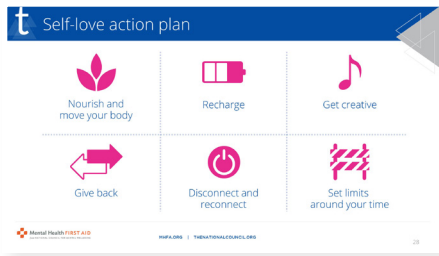 t
Self-love action plan
Nourish and
move your body
Recharge
Get creative
Give back
Disconnect and
reconnect
Set limits
around your time
Mental Health FIRST AID
MHFA.ORG | THENATIONALCOUNCIL.ORG
28